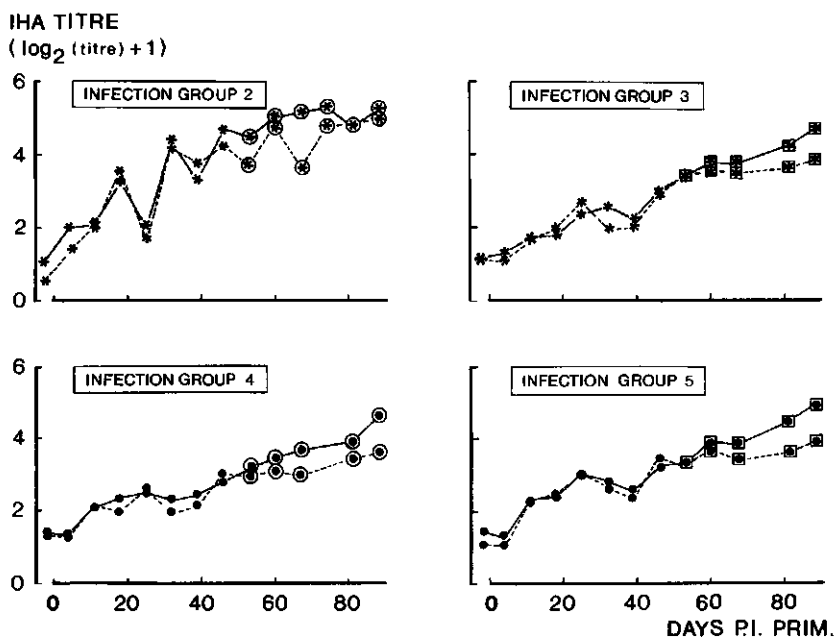 IHA TITRE
(log2 (titre) + 1)
INFECTION GROUP 2
INFECTION GROUP 3
6
4
2
0
INFECTION GROUP 4
INFECTION GROUP 5
6
4
2
0
0 20 40 60 80
0 20 40 60 80
DAYS P.I. PRIM.